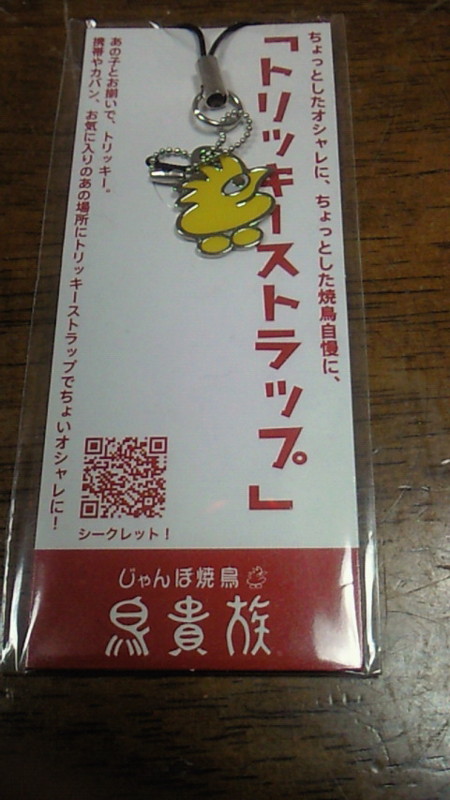 ちょっとしたオシャレに、ちょっとした焼鳥自慢に、
「トリッキーストラップ」
あの子とお揃いで、トリッキー。
携帯やカバン、お気に入りのあの場所にトリッキーストラップでちょいオシャレに！
シークレット！
じゃんぼ焼鳥
鳥貴族